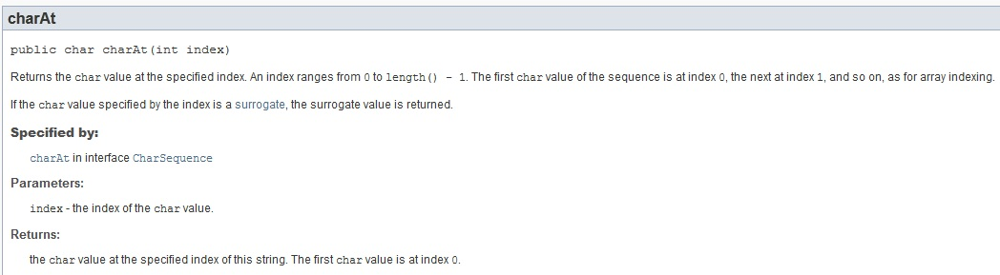 charAt
public char charAt(int index)
Returns the char value at the specified index. An index ranges from 0 to length() - 1. The first char value of the sequence is at index 0, the next at index 1, and so on, as for array indexing.
If the char value specified by the index is a surrogate, the surrogate value is returned.
Specified by:
charAt in interface CharSequence
Parameters:
index - the index of the char value.
Returns:
the char value at the specified index of this string. The first char value is at index 0.